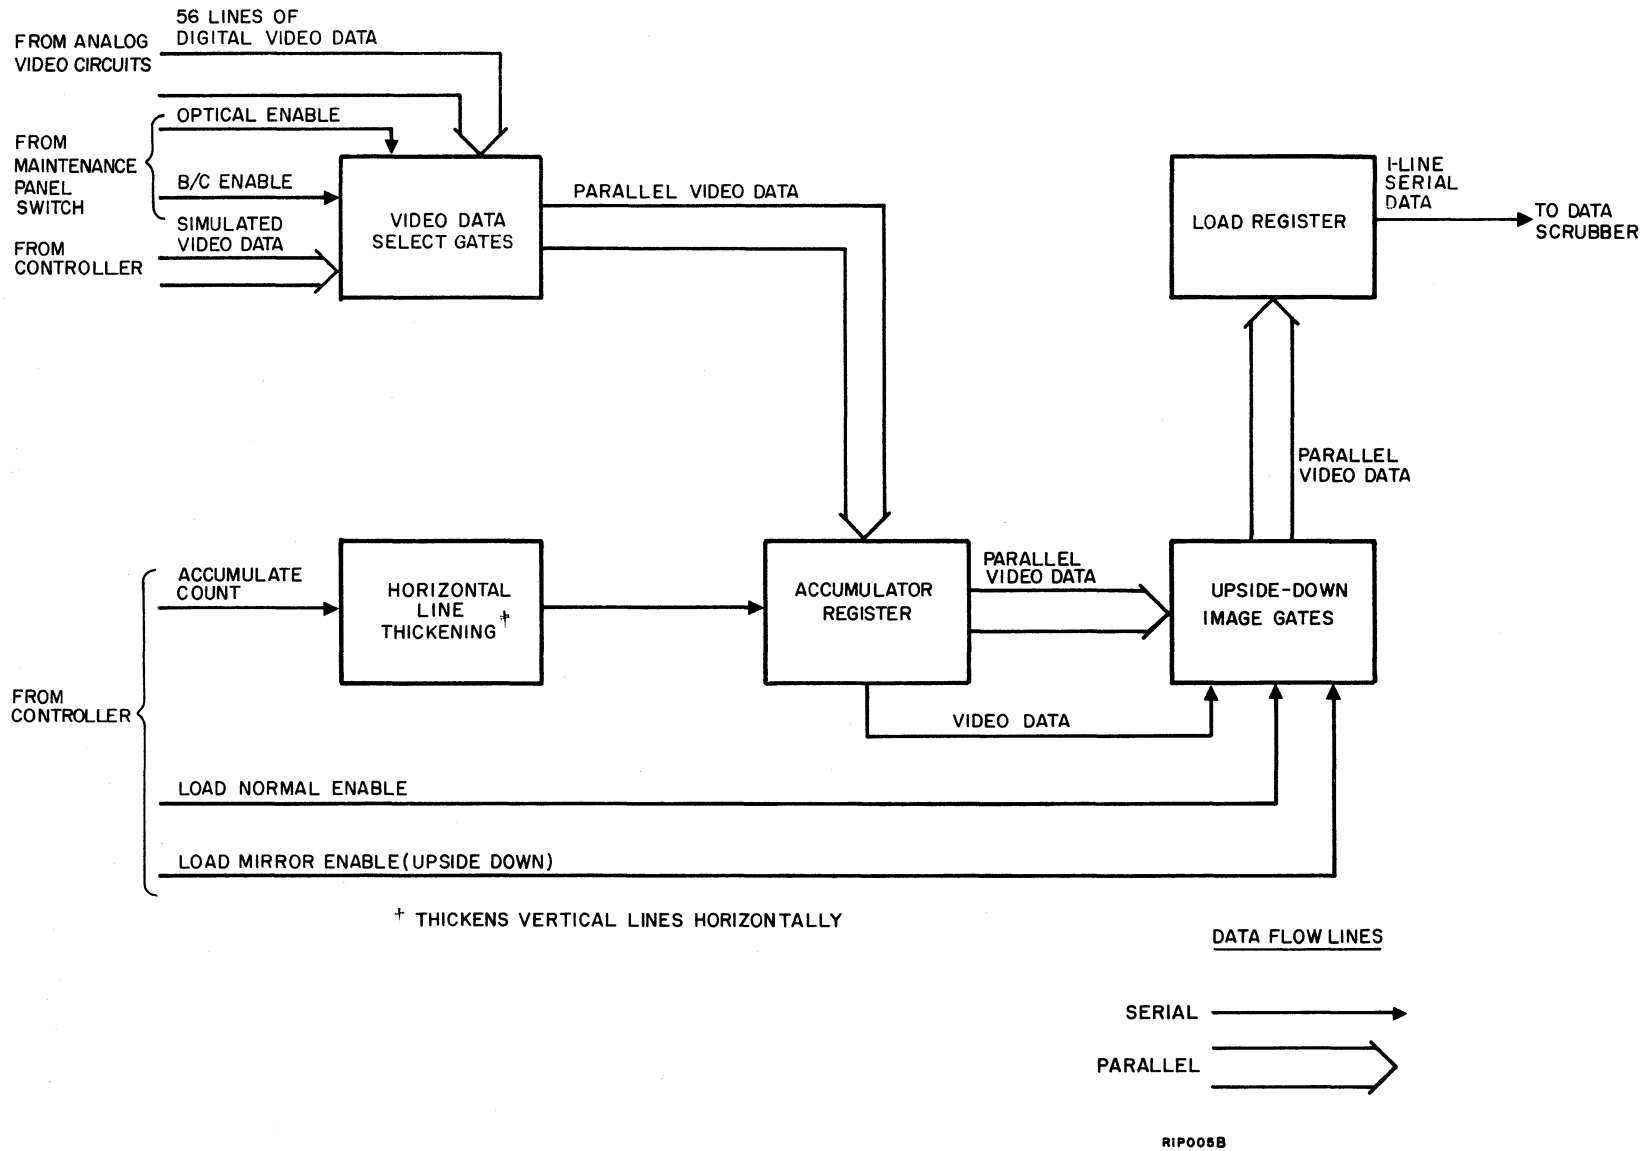 56 LINES OF
DIGITAL VIDEO DATA
FROM ANALOG
VIDEO CIRCUITS
OPTICAL ENABLE
FROM
MAINTENANCE
PANEL
SWITCH
B/C ENABLE
SIMULATED
VIDEO DATA
FROM
CONTROLLER
VIDEO DATA
SELECT GATES
PARALLEL VIDEO DATA
LOAD REGISTER
1-LINE
SERIAL
DATA
TO DATA
SCRUBBER
PARALLEL
VIDEO DATA
ACCUMULATE
COUNT
HORIZONTAL
LINE
THICKENING †
ACCUMULATOR
REGISTER
PARALLEL
VIDEO DATA
UPSIDE-DOWN
IMAGE GATES
FROM
CONTROLLER
VIDEO DATA
LOAD NORMAL ENABLE
LOAD MIRROR ENABLE(UPSIDE DOWN)
† THICKENS VERTICAL LINES HORIZONTALLY
DATA FLOW LINES
SERIAL
PARALLEL
RIP005B